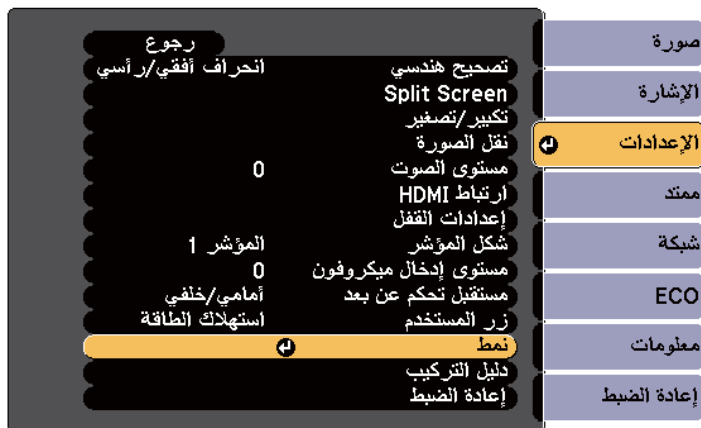 صورة
الإشارة
الإعدادات
ممتد
شبكة
ECO
معلومات
إعادة الضبط
رجوع
تصحيح هندسي انحراف أفقي/رأسي
Split Screen
تكبير/تصغير
نقل الصورة
مستوى الصوت 0
ارتباط HDMI
إعدادات القفل
شكل المؤشر المؤشر 1
مستوى إدخال ميكروفون 0
مستقبل تحكم عن بعد أمامي/خلفي
زر المستخدم استهلاك الطاقة
نمط
دليل التركيب
إعادة الضبط